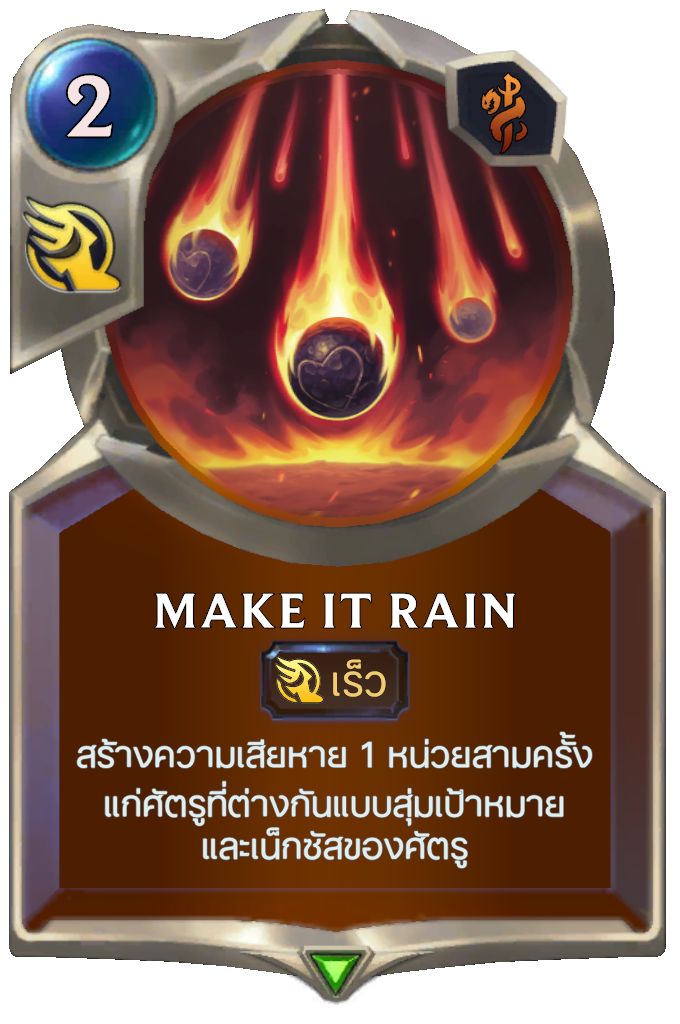 2
MAKE IT RAIN
เร็ว
สร้างความเสียหาย 1 หน่วยสามครั้ง
แก่ศัตรูที่ต่างกันแบบสุ่มเป้าหมาย
และเน็กซัสของศัตรู